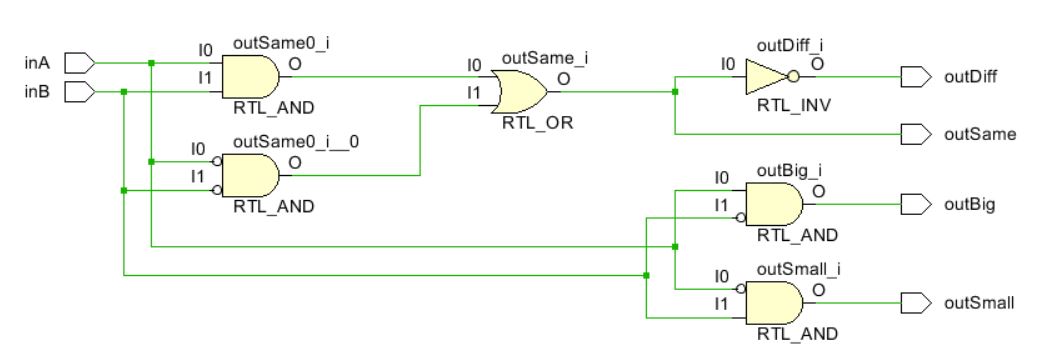 inA
inB
outSame0_i
I0
I1
O
RTL_AND
outSame0_i__0
I0
I1
O
RTL_AND
outSame_i
I0
I1
O
RTL_OR
outDiff_i
I0
O
RTL_INV
outDiff
outSame
outBig_i
I0
I1
O
RTL_AND
outBig
outSmall_i
I0
I1
O
RTL_AND
outSmall